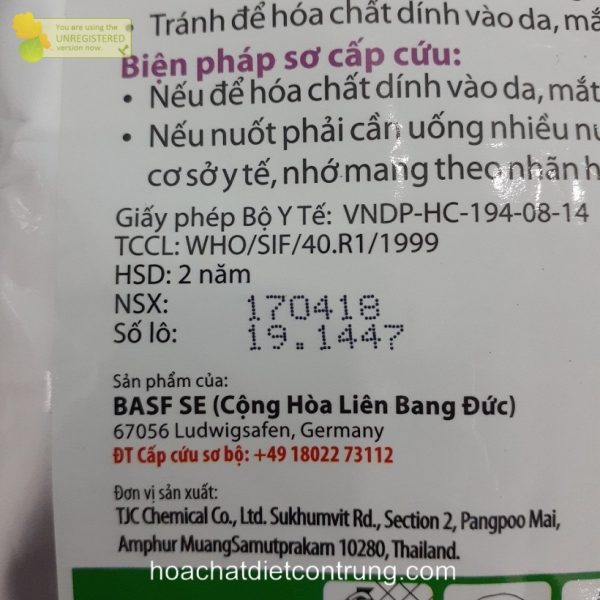 You are using the
UNREGISTERED
version now.
Tránh để hóa chất dính vào da, mắ
Biện pháp sơ cấp cứu:
• Nếu để hóa chất dính vào da, mắt
• Nếu nuốt phải cần uống nhiều nu
cơ sở y tế, nhớ mang theo nhãn h
Giấy phép Bộ Y Tế: VNDP-HC-194-08-14
TCCL: WHO/SIF/40.R1/1999
HSD: 2 năm
NSX: 170418
Số lô: 19.1447
Sản phẩm của:
BASF SE (Cộng Hòa Liên Bang Đức)
67056 Ludwigsafen, Germany
ĐT Cấp cứu sơ bộ: +49 18022 73112
Đơn vị sản xuất:
TJC Chemical Co., Ltd. Sukhumvit Rd., Section 2, Pangpoo Mai,
Amphur MuangSamutprakarn 10280, Thailand.
hoachatdietcontrung.com